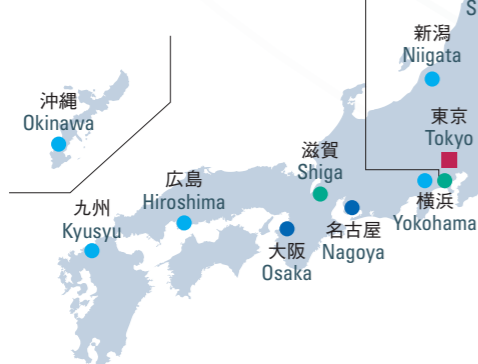 S
新潟
Niigata
沖縄
Okinawa
東京
Tokyo
滋賀
Shiga
広島
Hiroshima
九州
Kyusyu
横浜
Yokohama
名古屋
Nagoya
大阪
Osaka